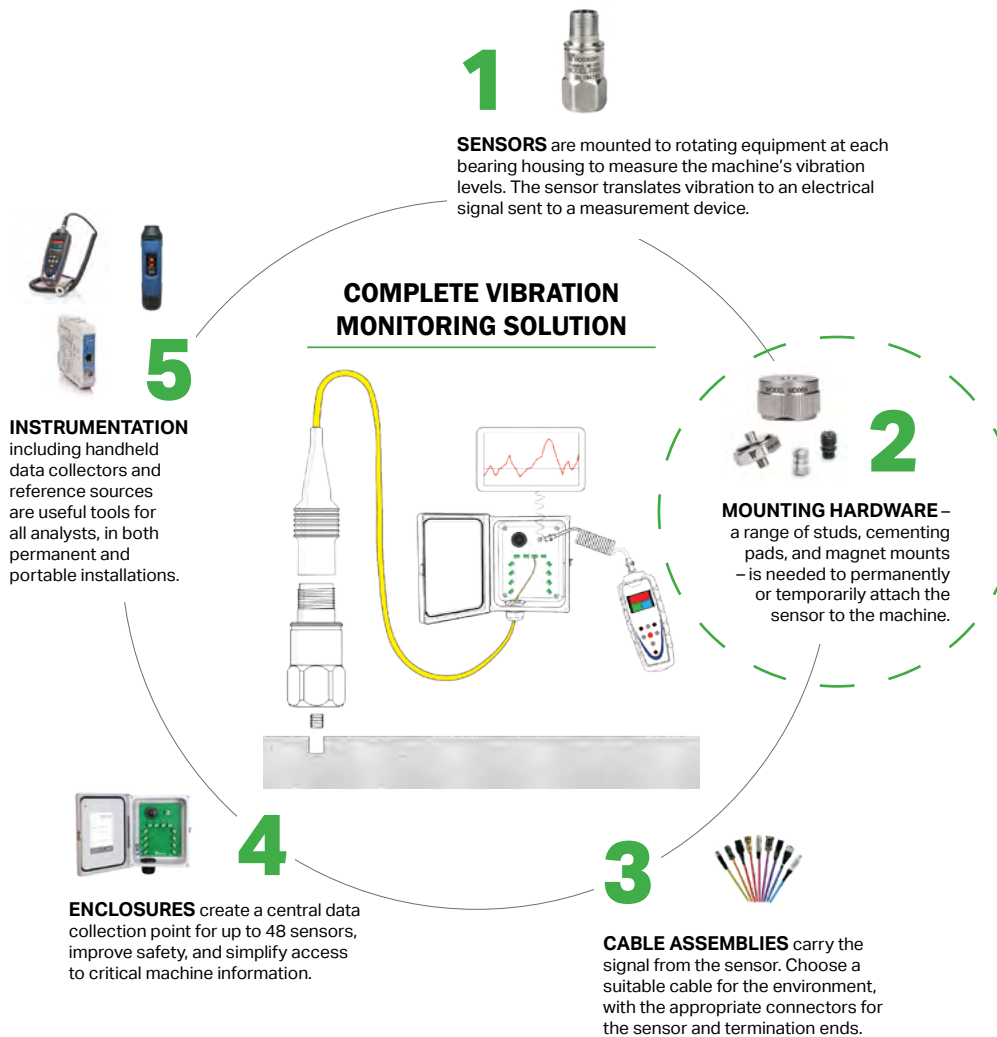 1
SENSORS are mounted to rotating equipment at each
bearing housing to measure the machine's vibration
levels. The sensor translates vibration to an electrical
signal sent to a measurement device.
COMPLETE VIBRATION
MONITORING SOLUTION
2
MOUNTING HARDWARE –
a range of studs, cementing
pads, and magnet mounts
– is needed to permanently
or temporarily attach the
sensor to the machine.
3
CABLE ASSEMBLIES carry the
signal from the sensor. Choose a
suitable cable for the environment,
with the appropriate connectors for
the sensor and termination ends.
4
ENCLOSURES create a central data
collection point for up to 48 sensors,
improve safety, and simplify access
to critical machine information.
5
INSTRUMENTATION
including handheld
data collectors and
reference sources
are useful tools for
all analysts, in both
permanent and
portable installations.